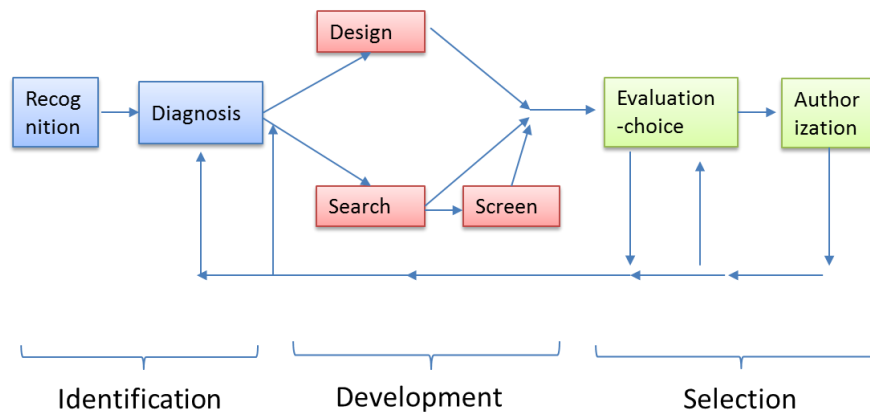 Design
Recog
nition
Diagnosis
Evaluation
-choice
Author
ization
Search
Screen
Identification
Development
Selection